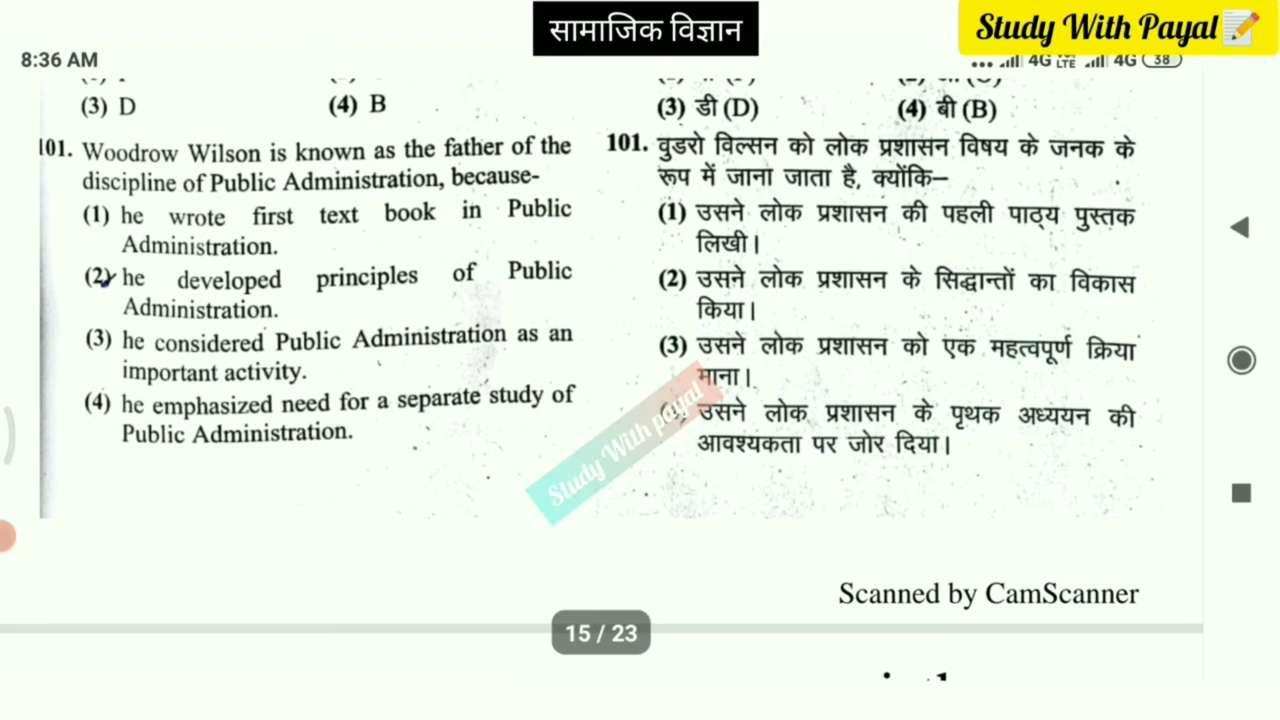 सामाजिक विज्ञान
Study With Payal
8:36 AM
4G VoLTE 4G 38
(3) D (4) B
101. Woodrow Wilson is known as the father of the
discipline of Public Administration, because-
(1) he wrote first text book in Public
Administration.
(2) he developed principles of Public
Administration.
(3) he considered Public Administration as an
important activity.
(4) he emphasized need for a separate study of
Public Administration.
(3) डी (D) (4) बी (B)
101. वुडरो विल्सन को लोक प्रशासन विषय के जनक के
रूप में जाना जाता है, क्योंकि–
(1) उसने लोक प्रशासन की पहली पाठ्य पुस्तक
लिखी।
(2) उसने लोक प्रशासन के सिद्धान्तों का विकास
किया।
(3) उसने लोक प्रशासन को एक महत्वपूर्ण क्रिया
माना।
(4) उसने लोक प्रशासन के पृथक अध्ययन की
आवश्यकता पर जोर दिया।
Study With payal
Scanned by CamScanner
15 / 23